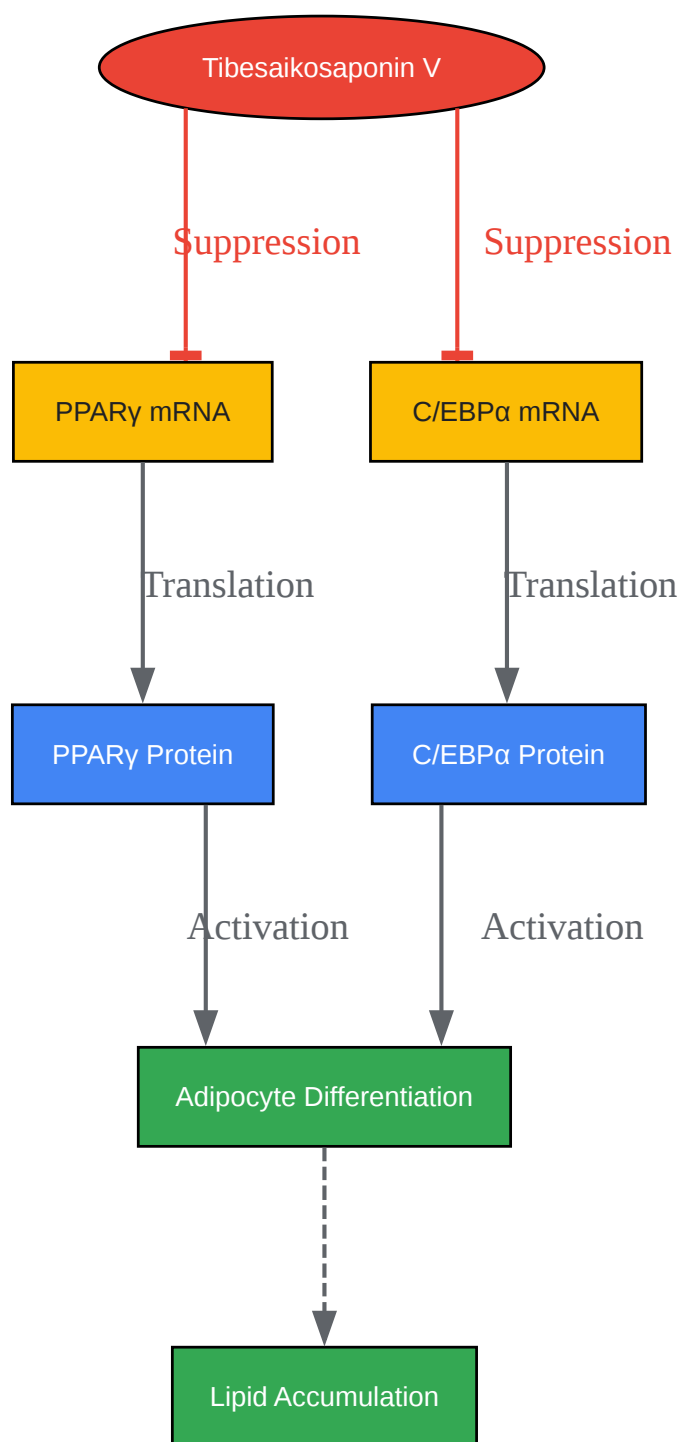 Tibesaikosaponin V
Suppression
Suppression
PPARγ mRNA
C/EBPα mRNA
Translation
Translation
PPARγ Protein
C/EBPα Protein
Activation
Activation
Adipocyte Differentiation
Lipid Accumulation